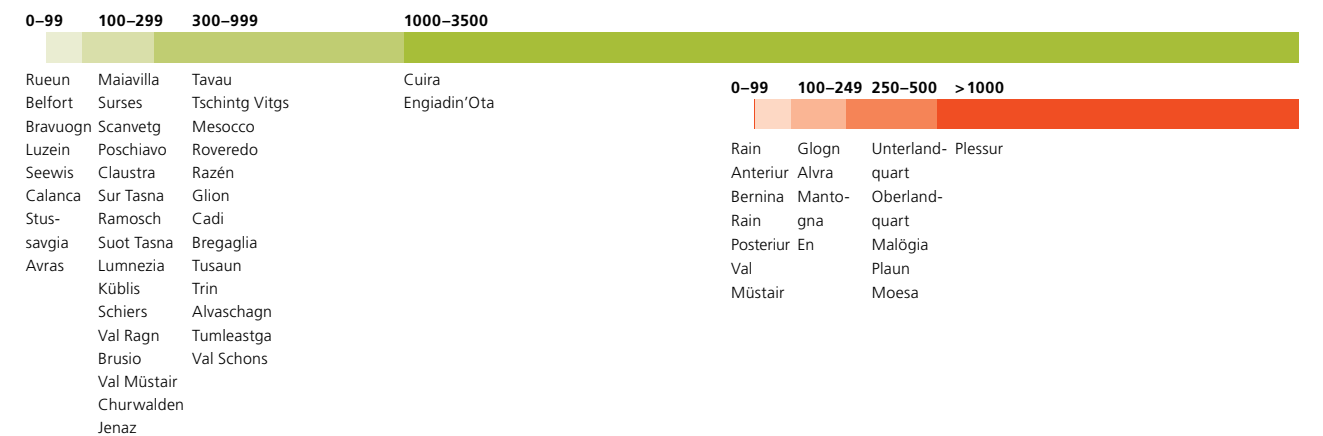 0–99 100–299 300–999 1000–3500
Rueun Maiavilla Tavau Cuira
Belfort Surses Tschintg Vitgs Engiadin’Ota
Bravuogn Scanvetg Mesocco
Luzein Poschiavo Roveredo
Seewis Claustra Razén
Calanca Sur Tasna Glion
Stus- Ramosch Cadi
savgia Suot Tasna Bregaglia
Avras Lumnezia Tusaun
Küblis Trin
Schiers Alvaschagn
Val Ragn Tumleastga
Brusio Val Schons
Val Müstair
Churwalden
Jenaz
0–99 100–249 250–500 >1000
Rain Glogn Unterland- Plessur
Anteriur Alvra quart
Bernina Manto- Oberland-
Rain gna quart
Posteriur En Malögia
Val Plaun
Müstair Moesa